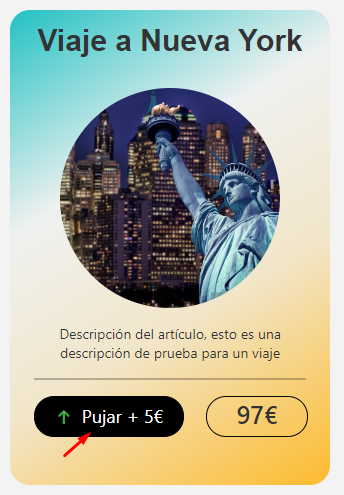 Viaje a Nueva York
Descripción del artículo, esto es una
descripción de prueba para un viaje
Pujar + 5€
97€